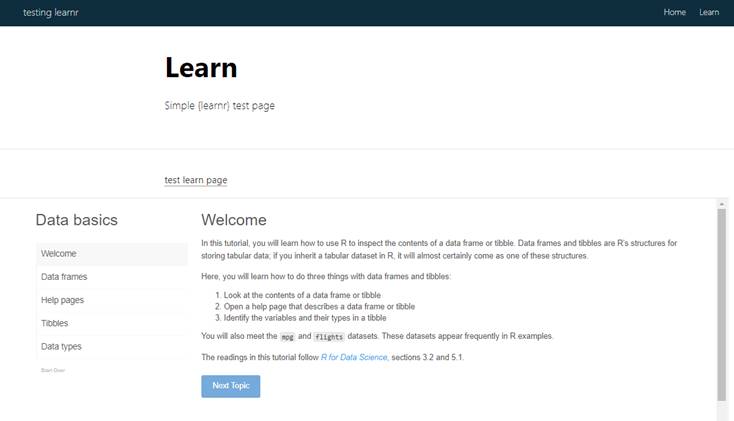 testing learnr
Home Learn
Learn
Simple {learnr} test page
test learn page
Data basics
Welcome
Data frames
Help pages
Tibbles
Data types
Start Over
Welcome
In this tutorial, you will learn how to use R to inspect the contents of a data frame or tibble. Data frames and tibbles are R's structures for
storing tabular data; if you inherit a tabular dataset in R, it will almost certainly come as one of these structures.
Here, you will learn how to do three things with data frames and tibbles:
1. Look at the contents of a data frame or tibble
2. Open a help page that describes a data frame or tibble
3. Identify the variables and their types in a tibble
You will also meet the mpg and flights datasets. These datasets appear frequently in R examples.
The readings in this tutorial follow R for Data Science, sections 3.2 and 5.1.
Next Topic